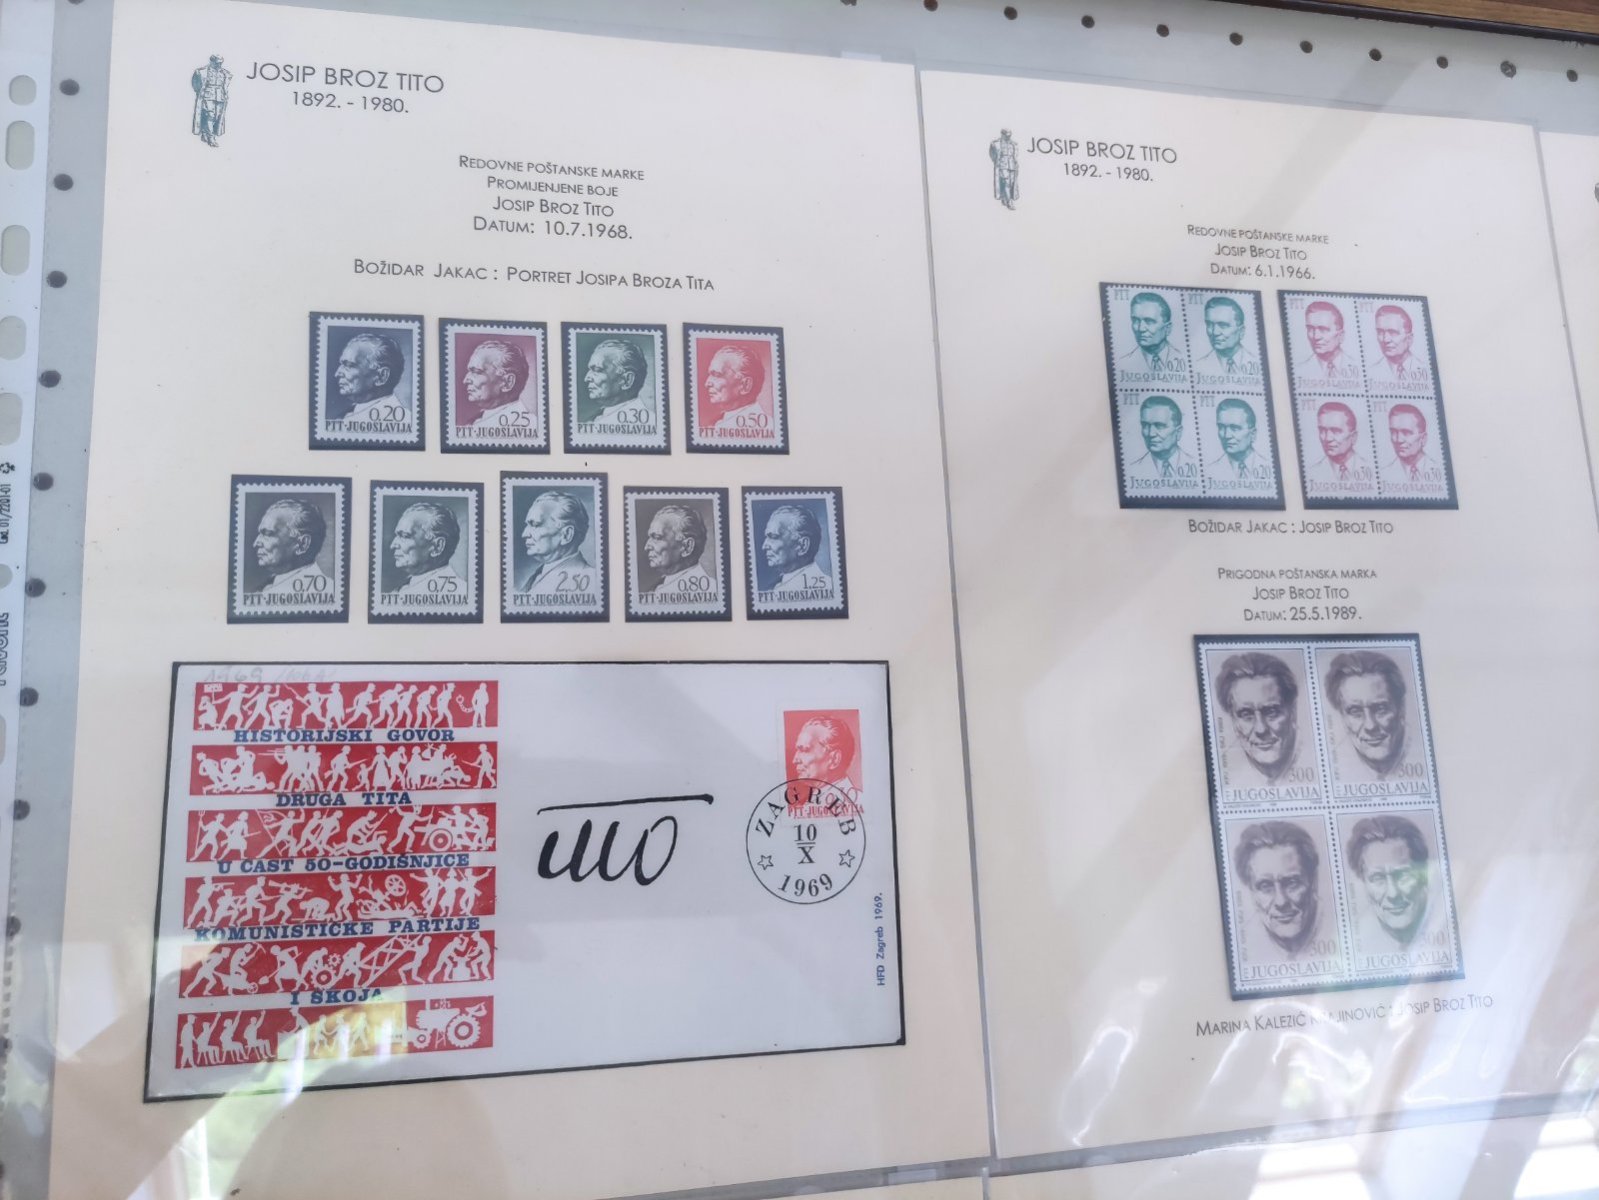 JOSIP BROZ TITO
1892. - 1980.
REDOVNE POŠTANSKE MARKE
PROMIJENJENE BOJE
JOSIP BROZ TITO
DATUM: 10.7.1968.
BOŽIDAR JAKAC : PORTRET JOSIPA BROZA TITA
0.20
PTT·JUGOSLAVIJA
0.25
PTT·JUGOSLAVIJA
0.30
PTT·JUGOSLAVIJA
0.50
PTT·JUGOSLAVIJA
0.70
PTT·JUGOSLAVIJA
0.75
PTT·JUGOSLAVIJA
2.50
PTT·JUGOSLAVIJA
0.80
PTT·JUGOSLAVIJA
1.25
PTT·JUGOSLAVIJA
1969
HISTORIJSKI GOVOR
DRUGA TITA
U CAST 50-GODIŠNJICE
KOMUNISTIČKE PARTIJE
I SKOJA
PTT·JUGOSLAVIJA
ZAGREB
10
X
1969
HFD Zagreb 1969.
JOSIP BROZ TITO
1892. - 1980.
REDOVNE POŠTANSKE MARKE
JOSIP BROZ TITO
DATUM: 6.1.1966.
PTT
0.20
JUGOSLAVIJA
0.20
JUGOSLAVIJA
PTT
0.20
JUGOSLAVIJA
0.20
JUGOSLAVIJA
PTT
0.30
JUGOSLAVIJA
0.30
JUGOSLAVIJA
PTT
0.30
JUGOSLAVIJA
0.30
JUGOSLAVIJA
BOŽIDAR JAKAC : JOSIP BROZ TITO
PRIGODNA POŠTANSKA MARKA
JOSIP BROZ TITO
DATUM: 25.5.1989.
300
JUGOSLAVIJA
300
JUGOSLAVIJA
300
JUGOSLAVIJA
300
JUGOSLAVIJA
MARINA KALEZIĆ KRAJINOVIĆ : JOSIP BROZ TITO